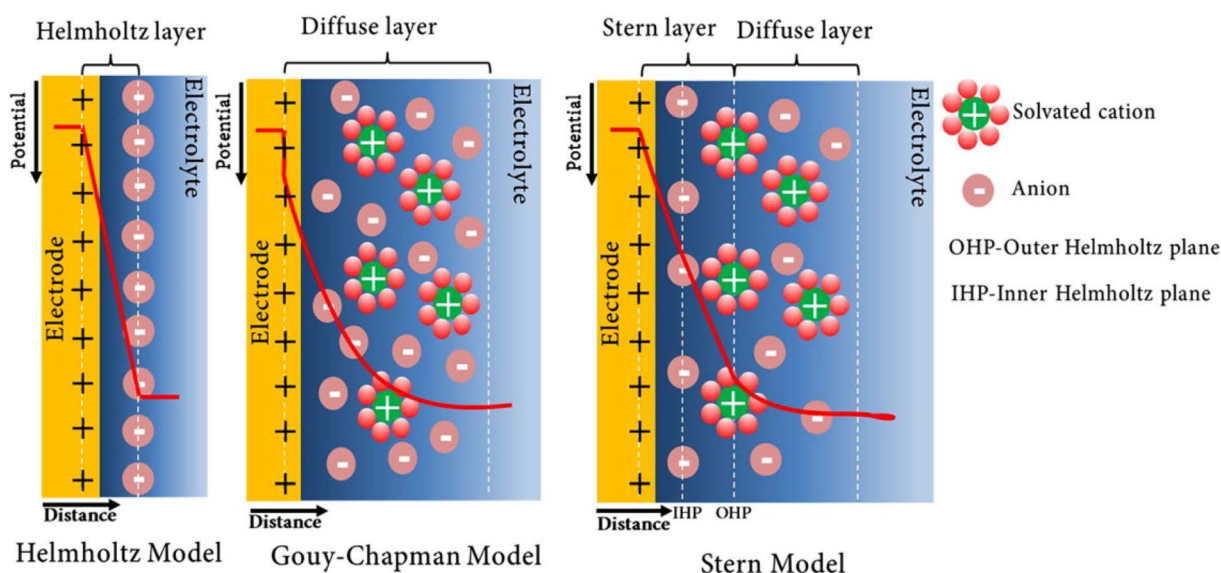 Helmholtz layer
Potential
Electrode
Electrolyte
Distance
Helmholtz Model
Diffuse layer
Potential
Electrode
Electrolyte
Distance
Gouy-Chapman Model
Stern layer
Diffuse layer
Potential
Electrode
Electrolyte
Distance
IHP
OHP
Stern Model
Solvated cation
Anion
OHP-Outer Helmholtz plane
IHP-Inner Helmholtz plane